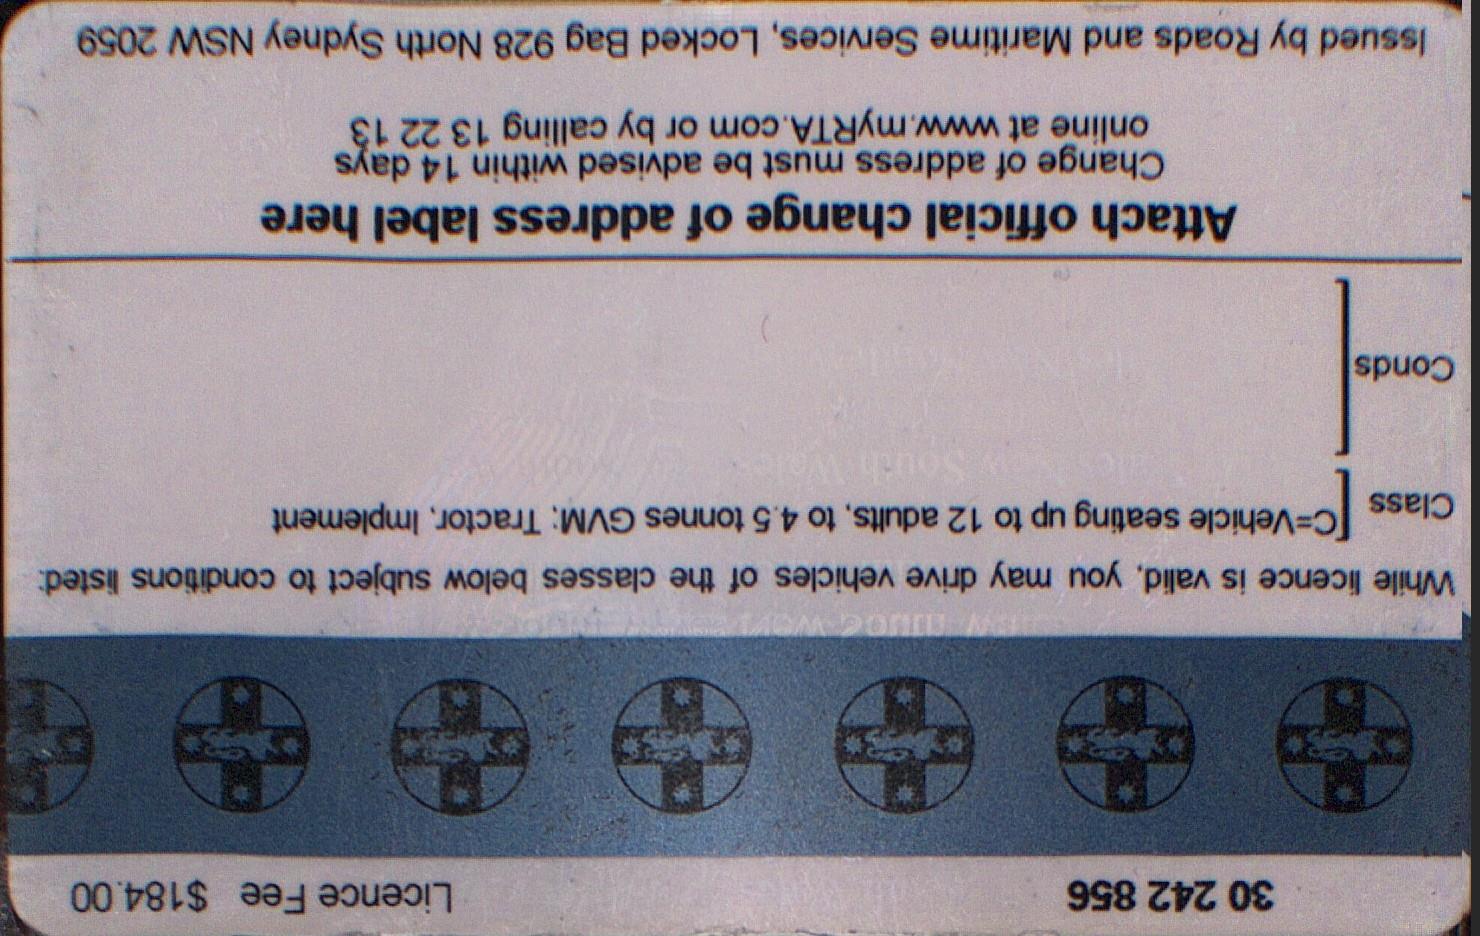 30 242 856 Licence Fee $184.00
While licence is valid, you may drive vehicles of the classes below subject to conditions listed:
Class [C=Vehicle seating up to 12 adults, to 4.5 tonnes GVM; Tractor, Implement
Conds
Attach official change of address label here
Change of address must be advised within 14 days
online at www.myRTA.com or by calling 13 22 13
Issued by Roads and Maritime Services, Locked Bag 928 North Sydney NSW 2059